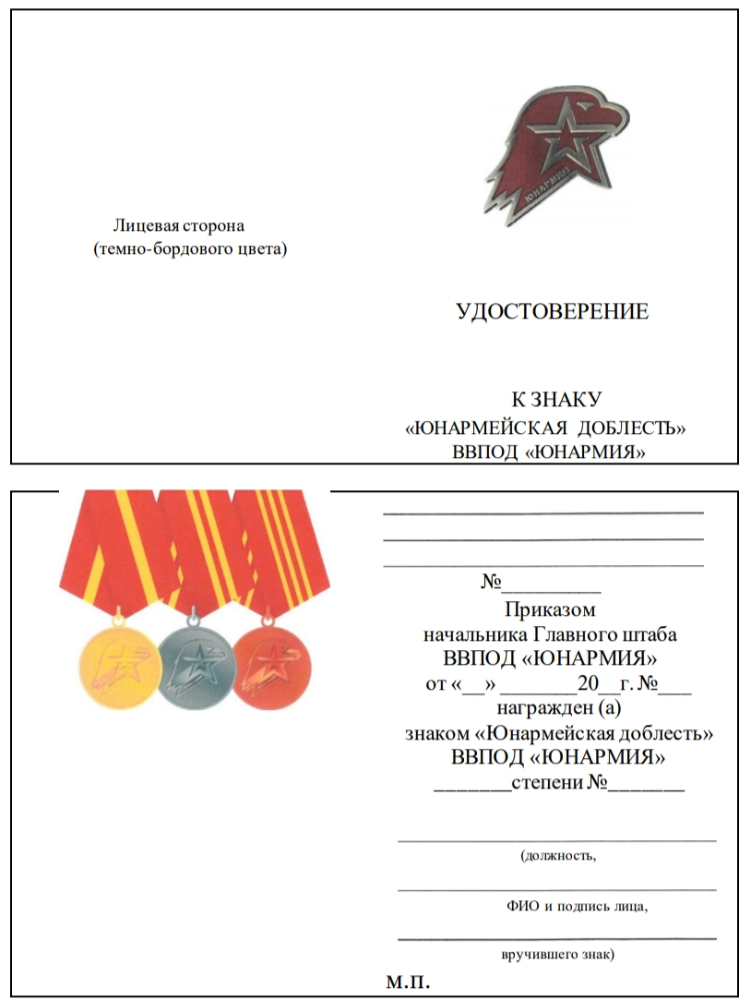 Лицевая сторона
(темно-бордового цвета)
ЮНАРМИЯ
УДОСТОВЕРЕНИЕ
К ЗНАКУ
«ЮНАРМЕЙСКАЯ ДОБЛЕСТЬ»
ВВПОД «ЮНАРМИЯ»
№_________
Приказом
начальника Главного штаба
ВВПОД «ЮНАРМИЯ»
от «__» _______20__г. №___
награжден (а)
знаком «Юнармейская доблесть»
ВВПОД «ЮНАРМИЯ»
_______степени №_______
(должность,
ФИО и подпись лица,
вручившего знак)
М.П.